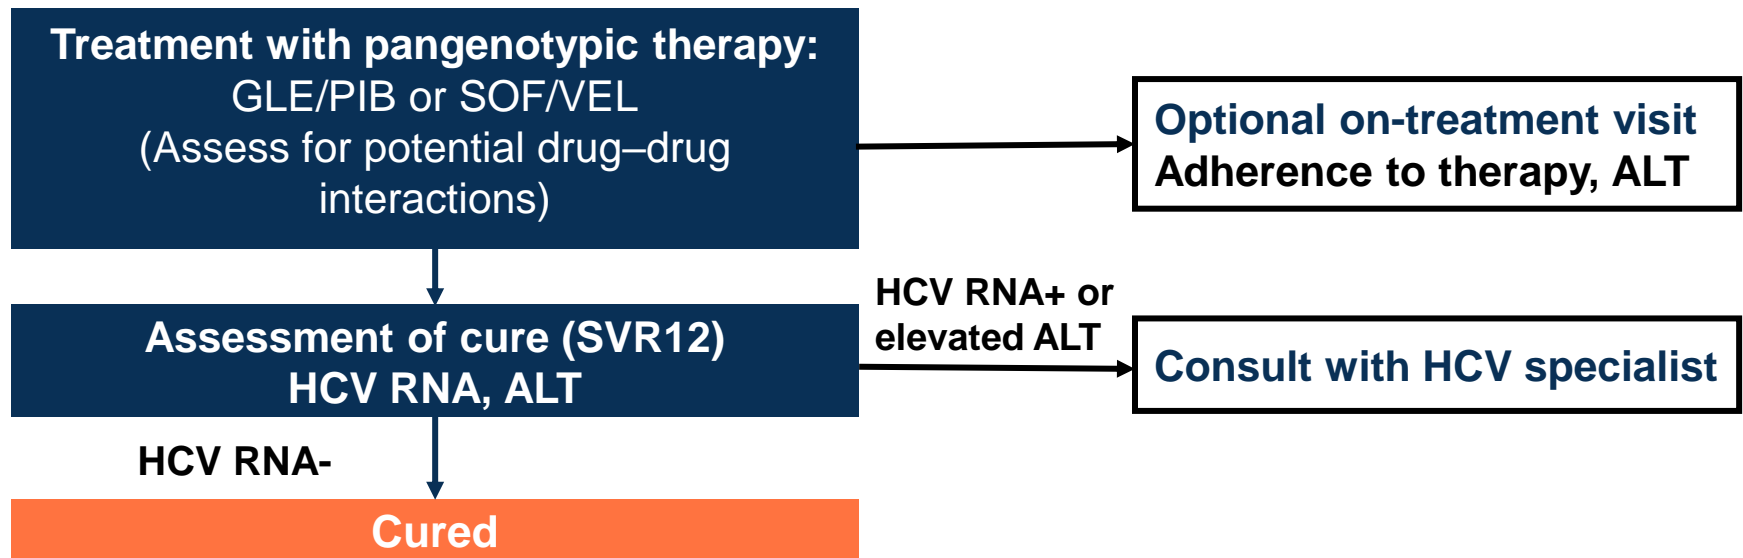 Treatment with pangenotypic therapy:
GLE/PIB or SOF/VEL
(Assess for potential drug–drug
interactions)
Optional on-treatment visit
Adherence to therapy, ALT
Assessment of cure (SVR12)
HCV RNA, ALT
HCV RNA+ or
elevated ALT
Consult with HCV specialist
HCV RNA-
Cured